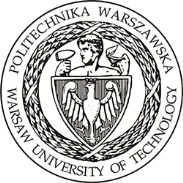 POLITECHNIKA WARSZAWSKA
WARSAW UNIVERSITY OF TECHNOLOGY